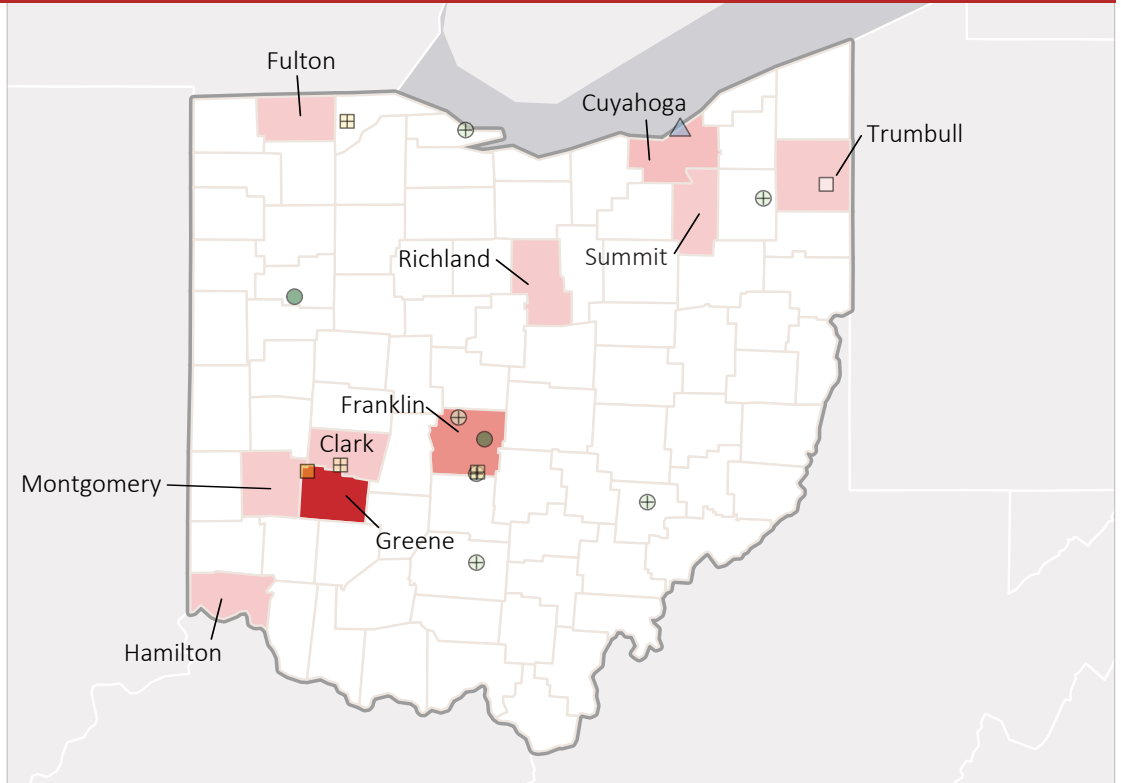 Fulton
Cuyahoga
Trumbull
Richland
Summit
Franklin
Clark
Montgomery
Greene
Hamilton